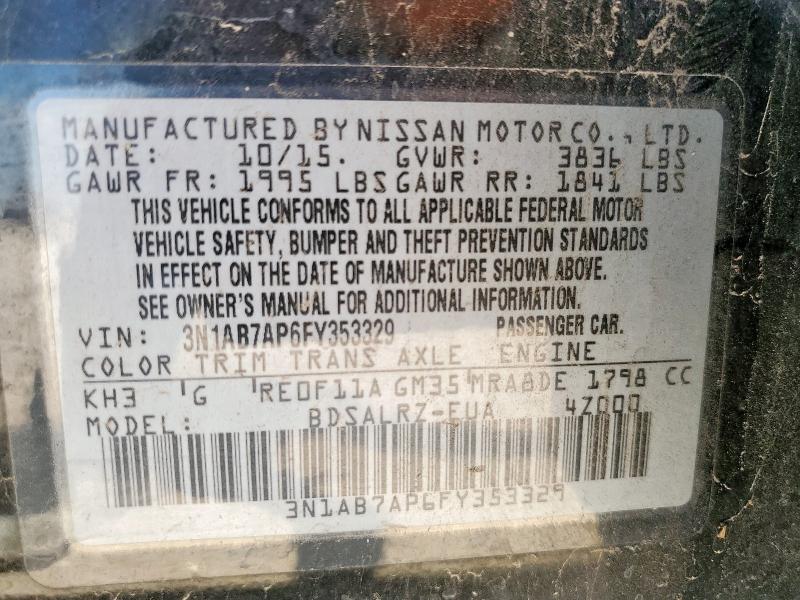 MANUFACTURED BY NISSAN MOTOR CO., LTD.
DATE: 10/15. GVWR: 3836 LBS
GAWR FR: 1995 LBS GAWR RR: 1841 LBS
THIS VEHICLE CONFORMS TO ALL APPLICABLE FEDERAL MOTOR
VEHICLE SAFETY, BUMPER AND THEFT PREVENTION STANDARDS
IN EFFECT ON THE DATE OF MANUFACTURE SHOWN ABOVE.
SEE OWNER'S MANUAL FOR ADDITIONAL INFORMATION.
VIN: 3N1AB7AP6FY353329 PASSENGER CAR.
COLOR TRIM TRANS AXLE ENGINE
KH3 G RE0F11A GM35 MRA8DE 1798 CC
MODEL: BDSALRZ-EUA 4Z000
3N1AB7AP6FY353329